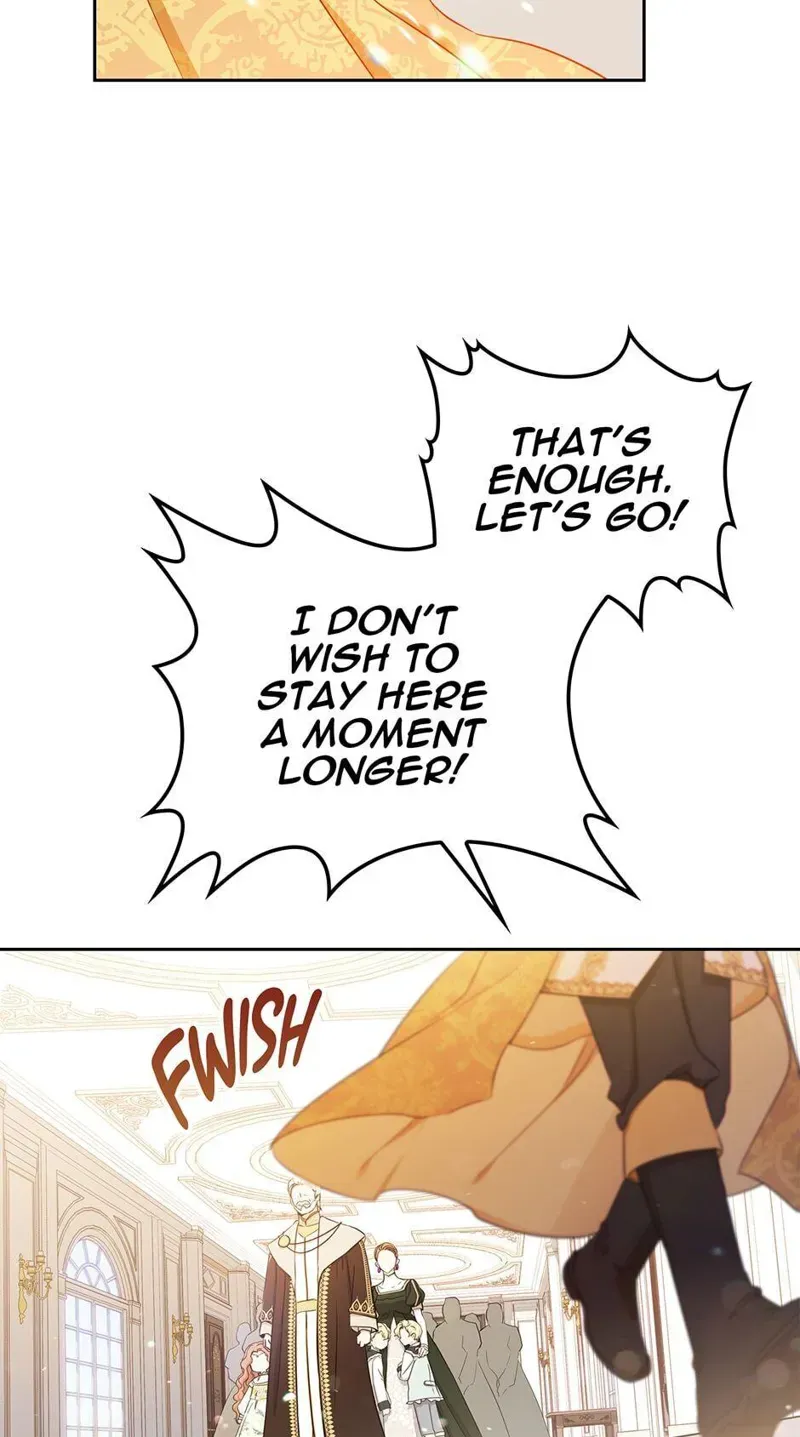 THAT'S
ENOUGH.
LET'S GO!
I DON'T
WISH TO
STAY HERE
A MOMENT
LONGER!
FWISH